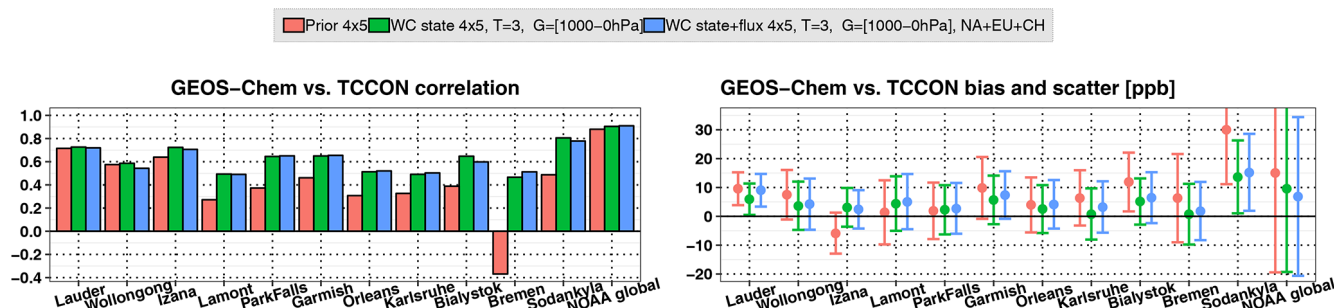 Prior 4x5 WC state 4x5, T=3, G=[1000−0hPa] WC state+flux 4x5, T=3, G=[1000−0hPa], NA+EU+CH
GEOS−Chem vs. TCCON correlation
1.0
0.8
0.6
0.4
0.2
0.0
−0.2
−0.4
Lauder Wollongong Izana Lamont ParkFalls Garmish Orleans Karlsruhe Bialystok Bremen Sodankyla NOAA global
GEOS−Chem vs. TCCON bias and scatter [ppb]
30
20
10
0
−10
−20
Lauder Wollongong Izana Lamont ParkFalls Garmish Orleans Karlsruhe Bialystok Bremen Sodankyla NOAA global